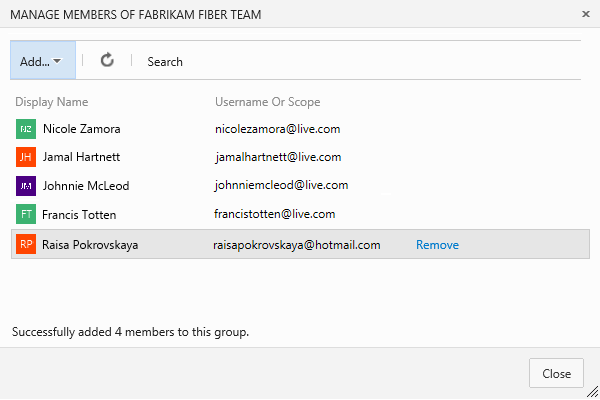 MANAGE MEMBERS OF FABRIKAM FIBER TEAM ×
Add... Search
Display Name Username Or Scope
NZ Nicole Zamora nicolezamora@live.com
JH Jamal Hartnett jamalhartnett@live.com
JM Johnnie McLeod johnniemcleod@live.com
FT Francis Totten francistotten@live.com
RP Raisa Pokrovskaya raisapokrovskaya@hotmail.com Remove
Successfully added 4 members to this group.
Close